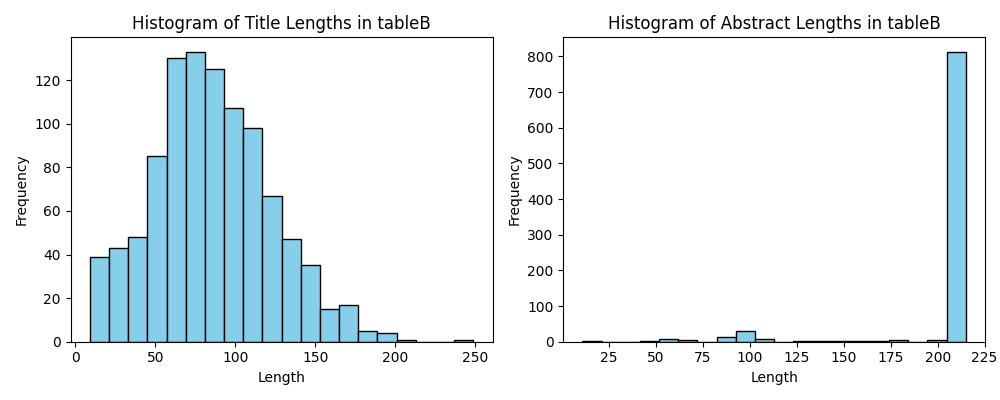 Histogram of Title Lengths in tableB
Histogram of Abstract Lengths in tableB
Frequency
120
100
80
60
40
20
0
0 50 100 150 200 250
Length
Frequency
800
700
600
500
400
300
200
100
0
25 50 75 100 125 150 175 200 225
Length